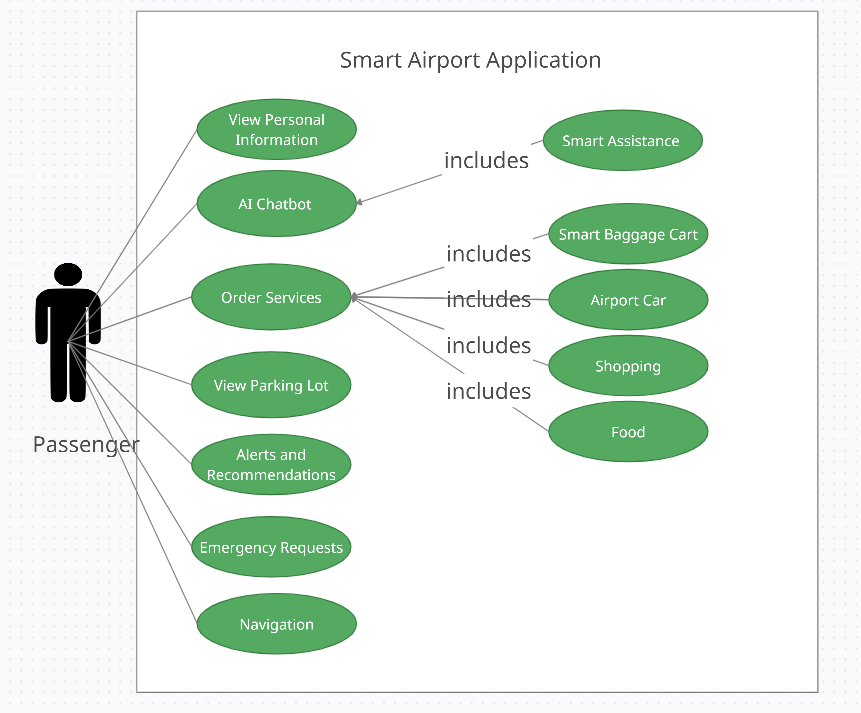 Smart Airport Application
View Personal
Information
Smart Assistance
includes
AI Chatbot
Smart Baggage Cart
includes
Order Services
includes
Airport Car
includes
Shopping
View Parking Lot
includes
Food
Passenger
Alerts and
Recommendations
Emergency Requests
Navigation